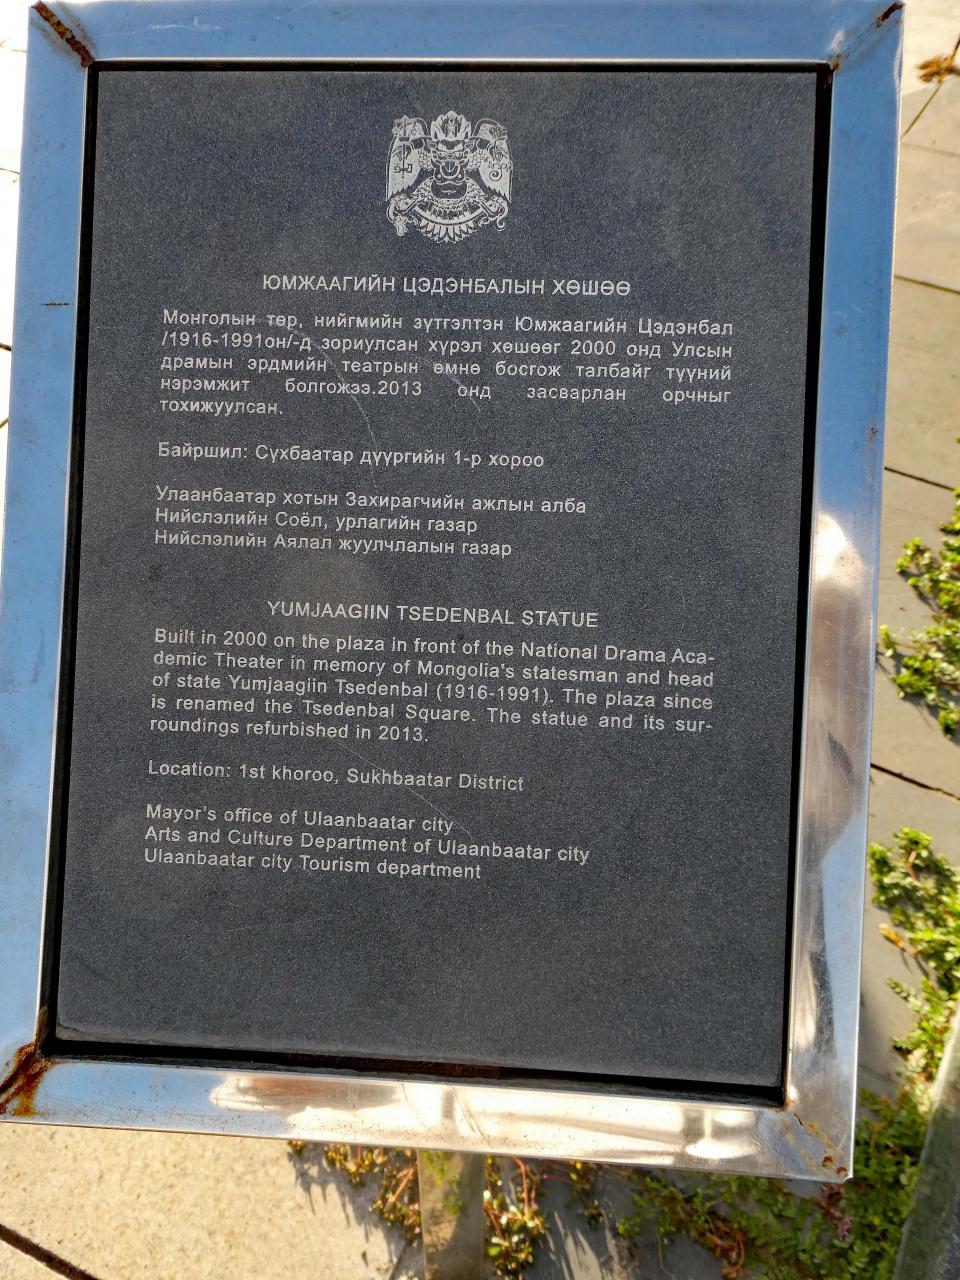 ЮМЖААГИЙН ЦЭДЭНБАЛЫН ХӨШӨӨ
Монголын төр, нийгмийн зүтгэлтэн Юмжаагийн Цэдэнбал
/1916-1991он/-д зориулсан хүрэл хөшөөг 2000 онд Улсын
драмын эрдмийн театрын өмнө босгож талбайг түүний
нэрэмжит болгожээ.2013 онд засварлан орчныг
тохижуулсан.
Байршил: Сүхбаатар дүүргийн 1-р хороо
Улаанбаатар хотын Захирагчийн ажлын алба
Нийслэлийн Соёл, урлагийн газар
Нийслэлийн Аялал жуулчлалын газар
YUMJAAGIIN TSEDENBAL STATUE
Built in 2000 on the plaza in front of the National Drama Aca-
demic Theater in memory of Mongolia's statesman and head
of state Yumjaagiin Tsedenbal (1916-1991). The plaza since
is renamed the Tsedenbal Square. The statue and its sur-
roundings refurbished in 2013.
Location: 1st khoroo, Sukhbaatar District
Mayor's office of Ulaanbaatar city
Arts and Culture Department of Ulaanbaatar city
Ulaanbaatar city Tourism department